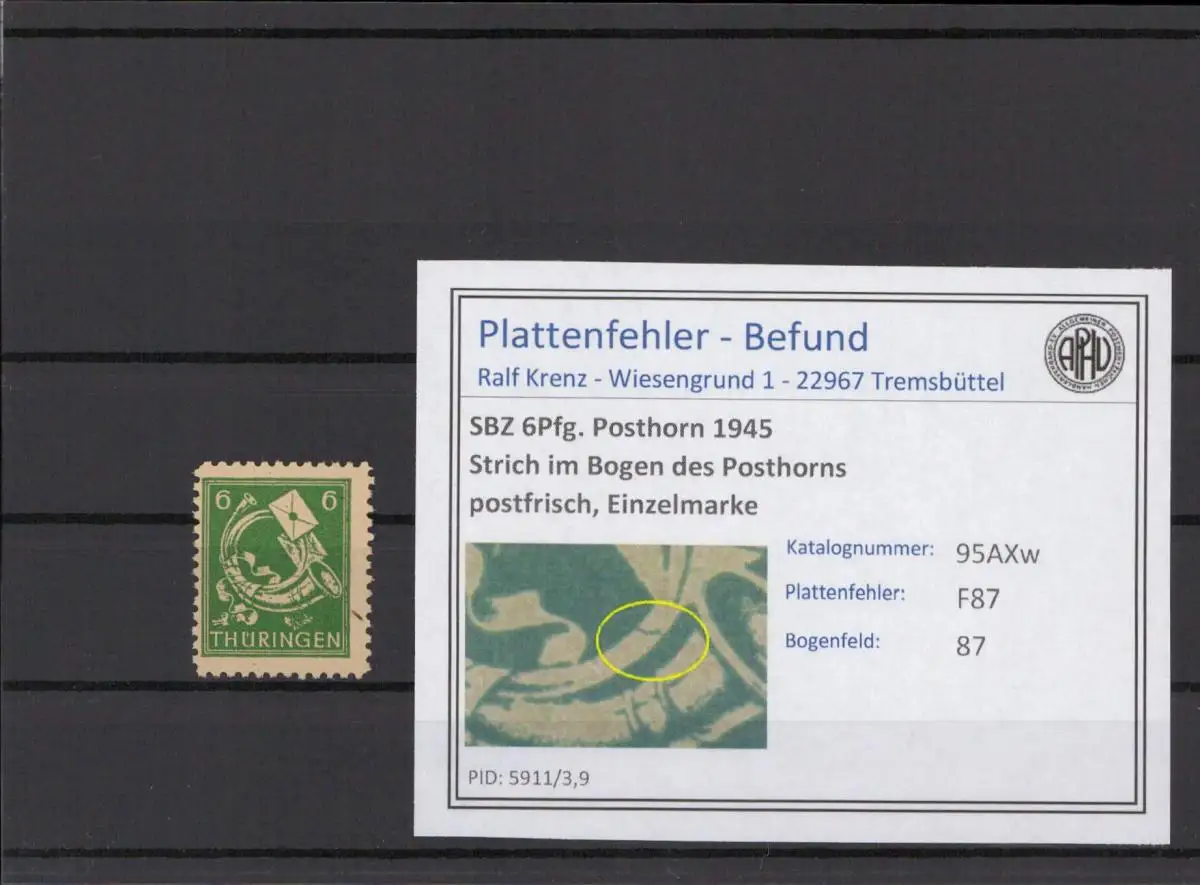 6 6
THÜRINGEN
Plattenfehler - Befund
Ralf Krenz - Wiesengrund 1 - 22967 Tremsbüttel
APHV
SBZ 6Pfg. Posthorn 1945
Strich im Bogen des Posthorns
postfrisch, Einzelmarke
Katalognummer: 95AXw
Plattenfehler: F87
Bogenfeld: 87
PID: 5911/3,9